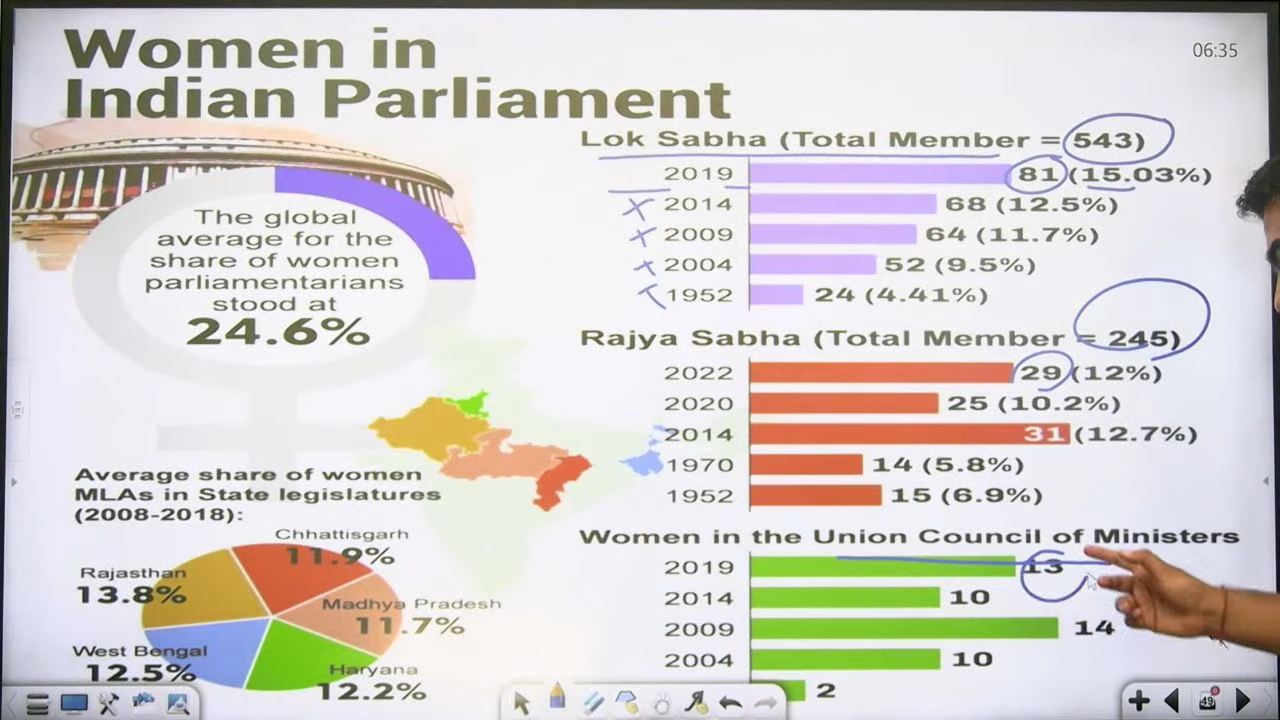 06:35
Women in
Indian Parliament
The global
average for the
share of women
parliamentarians
stood at
24.6%
Lok Sabha (Total Member = 543)
2019 81 (15.03%)
2014 68 (12.5%)
2009 64 (11.7%)
2004 52 (9.5%)
1952 24 (4.41%)
Rajya Sabha (Total Member = 245)
2022 29 (12%)
2020 25 (10.2%)
2014 31 (12.7%)
1970 14 (5.8%)
1952 15 (6.9%)
Women in the Union Council of Ministers
2019 13
2014 10
2009 14
2004 10
2
Average share of women
MLAs in State legislatures
(2008-2018):
Chhattisgarh
11.9%
Rajasthan
13.8%
Madhya Pradesh
11.7%
West Bengal
12.5%
Haryana
12.2%
49